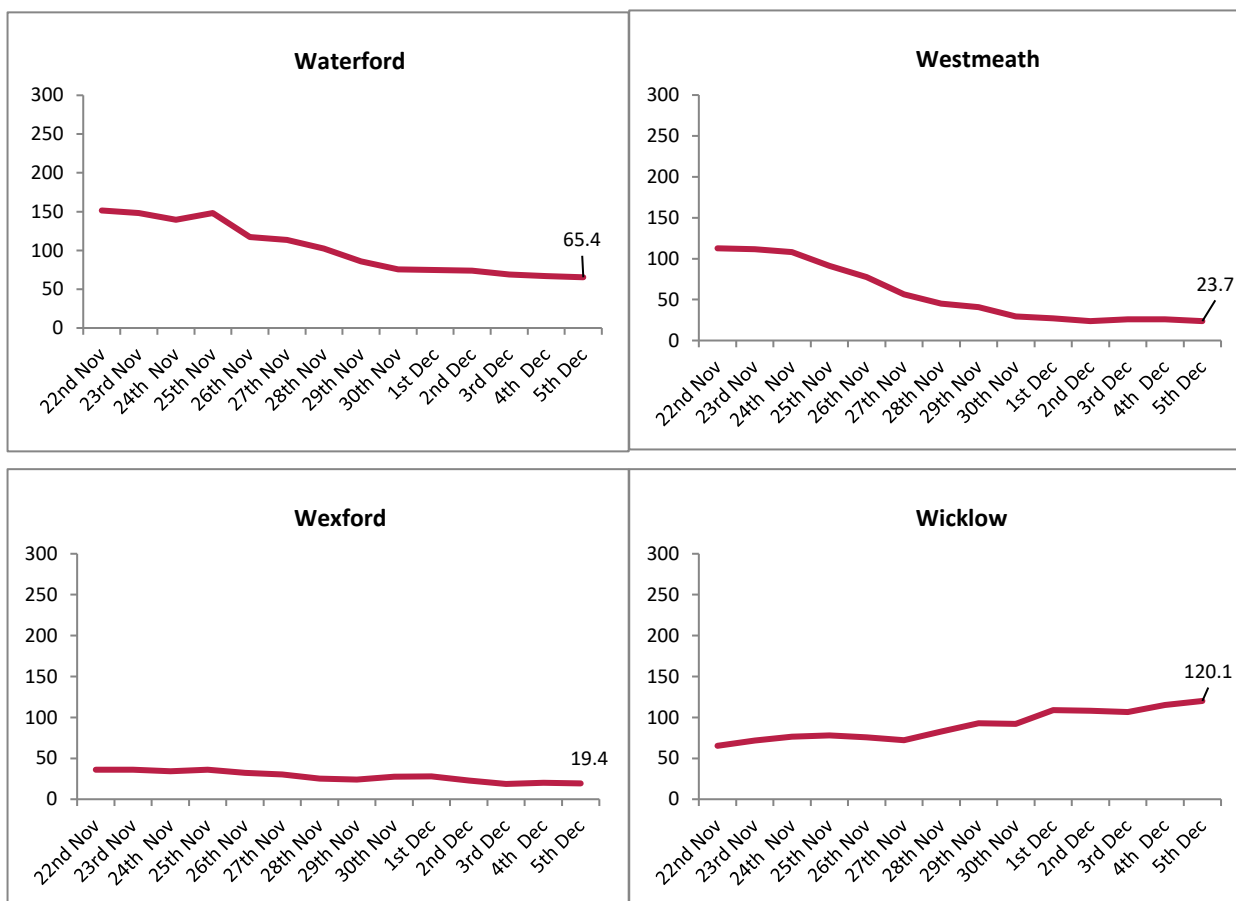 Waterford
300
250
200
150
100
50
0
65.4
22nd Nov
23rd Nov
24th  Nov
25th Nov
26th Nov
27th Nov
28th Nov
29th Nov
30th Nov
1st Dec
2nd Dec
3rd Dec
4th  Dec
5th Dec
Westmeath
300
250
200
150
100
50
0
23.7
22nd Nov
23rd Nov
24th  Nov
25th Nov
26th Nov
27th Nov
28th Nov
29th Nov
30th Nov
1st Dec
2nd Dec
3rd Dec
4th  Dec
5th Dec
Wexford
300
250
200
150
100
50
0
19.4
22nd Nov
23rd Nov
24th  Nov
25th Nov
26th Nov
27th Nov
28th Nov
29th Nov
30th Nov
1st Dec
2nd Dec
3rd Dec
4th  Dec
5th Dec
Wicklow
300
250
200
150
100
50
0
120.1
22nd Nov
23rd Nov
24th  Nov
25th Nov
26th Nov
27th Nov
28th Nov
29th Nov
30th Nov
1st Dec
2nd Dec
3rd Dec
4th  Dec
5th Dec